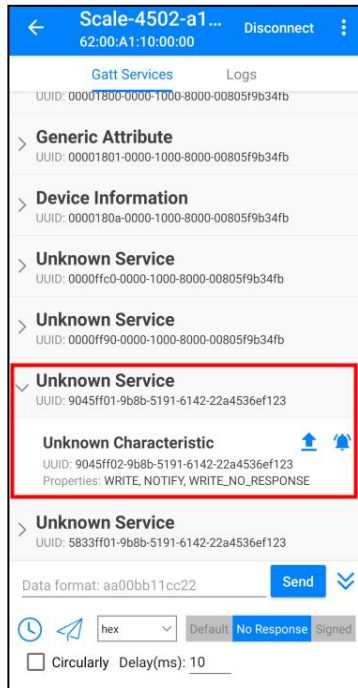 Scale-4502-a1...
Disconnect
62:00:A1:10:00:00
Gatt Services
Logs
UUID: 00001800-0000-1000-8000-00805f9b34fb
Generic Attribute
UUID: 00001801-0000-1000-8000-00805f9b34fb
Device Information
UUID: 0000180a-0000-1000-8000-00805f9b34fb
Unknown Service
UUID: 0000ffc0-0000-1000-8000-00805f9b34fb
Unknown Service
UUID: 0000ff90-0000-1000-8000-00805f9b34fb
Unknown Service
UUID: 9045ff01-9b8b-5191-6142-22a4536ef123
Unknown Characteristic
UUID: 9045ff02-9b8b-5191-6142-22a4536ef123
Properties: WRITE, NOTIFY, WRITE_NO_RESPONSE
Unknown Service
UUID: 5833ff01-9b8b-5191-6142-22a4536ef123
Data format: aa00bb11cc22
Send
hex
Default No Response Signed
Circularly Delay(ms): 10